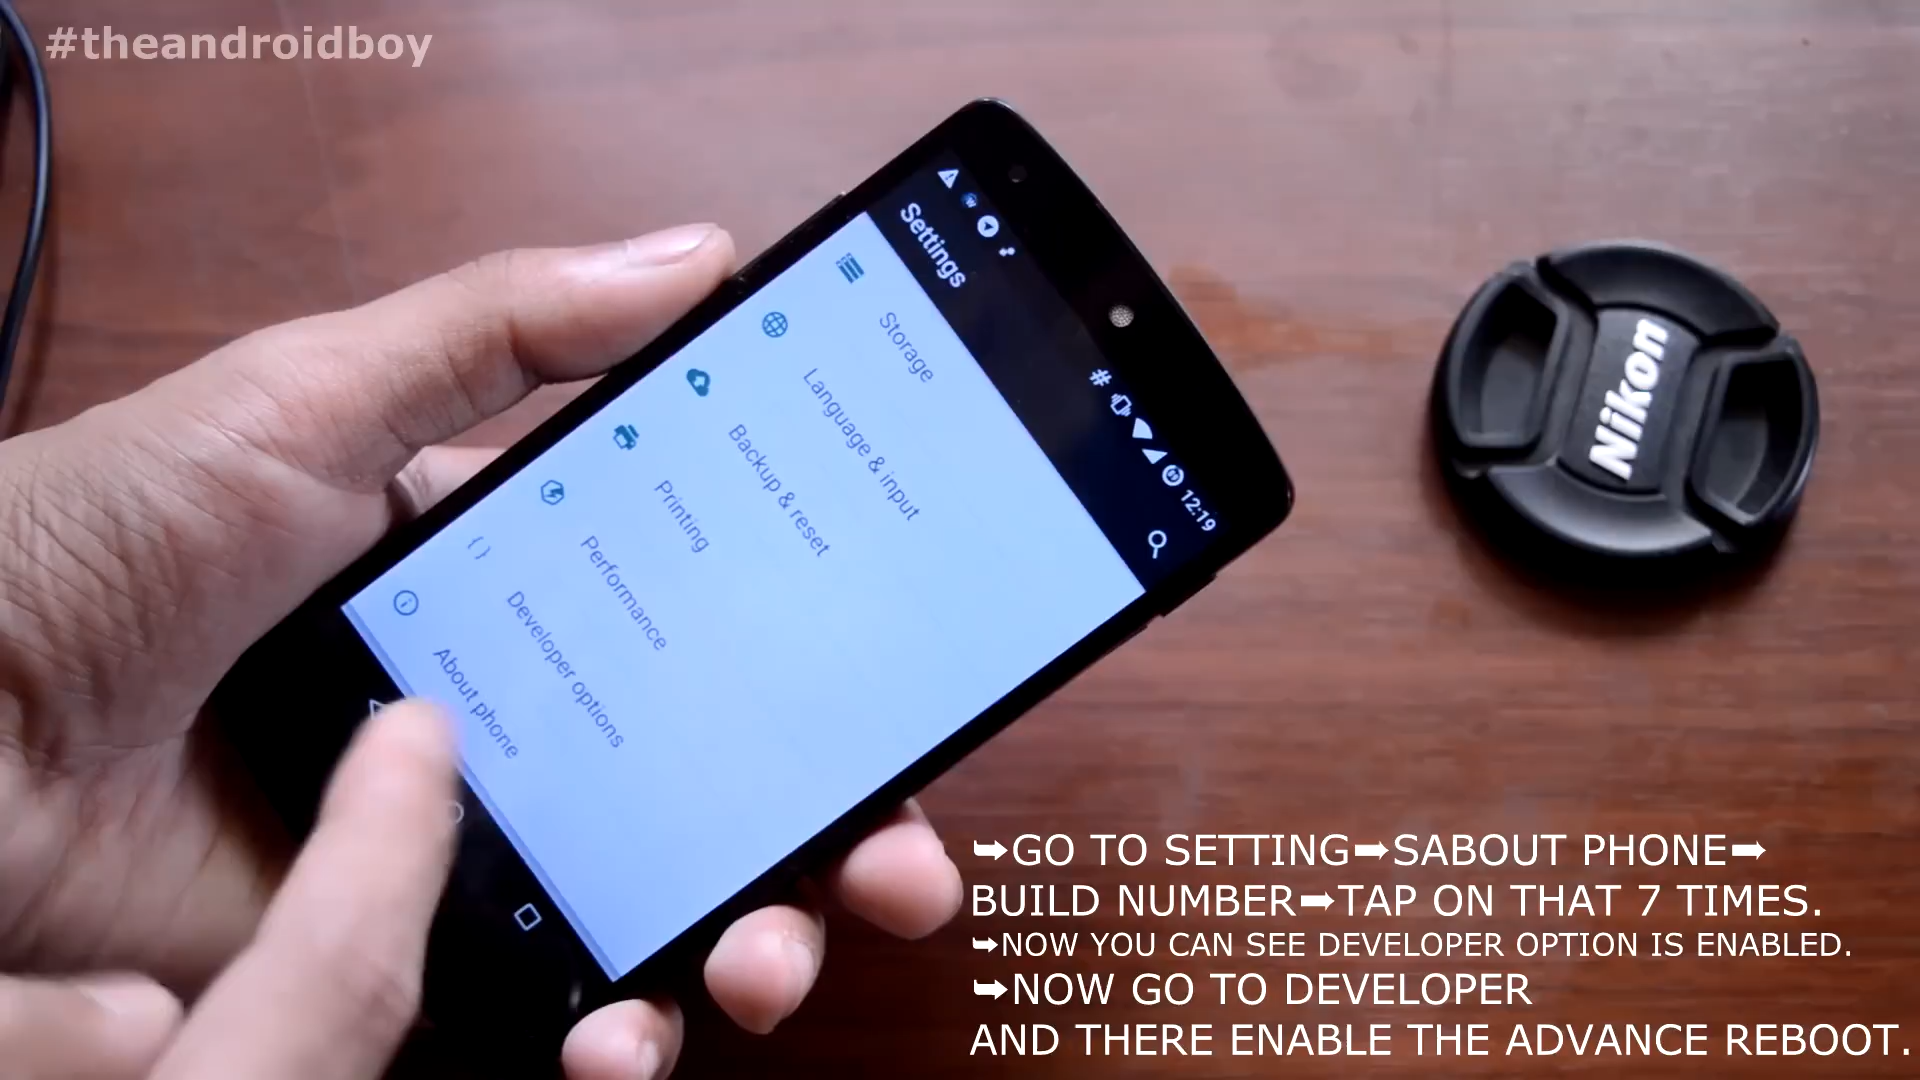 #theandroidboy
Settings
12:19
Storage
Language & input
Backup & reset
Printing
Performance
Developer options
About phone
Nikon
➥GO TO SETTING➡SABOUT PHONE➡
BUILD NUMBER➡TAP ON THAT 7 TIMES.
➥NOW YOU CAN SEE DEVELOPER OPTION IS ENABLED.
➥NOW GO TO DEVELOPER
AND THERE ENABLE THE ADVANCE REBOOT.